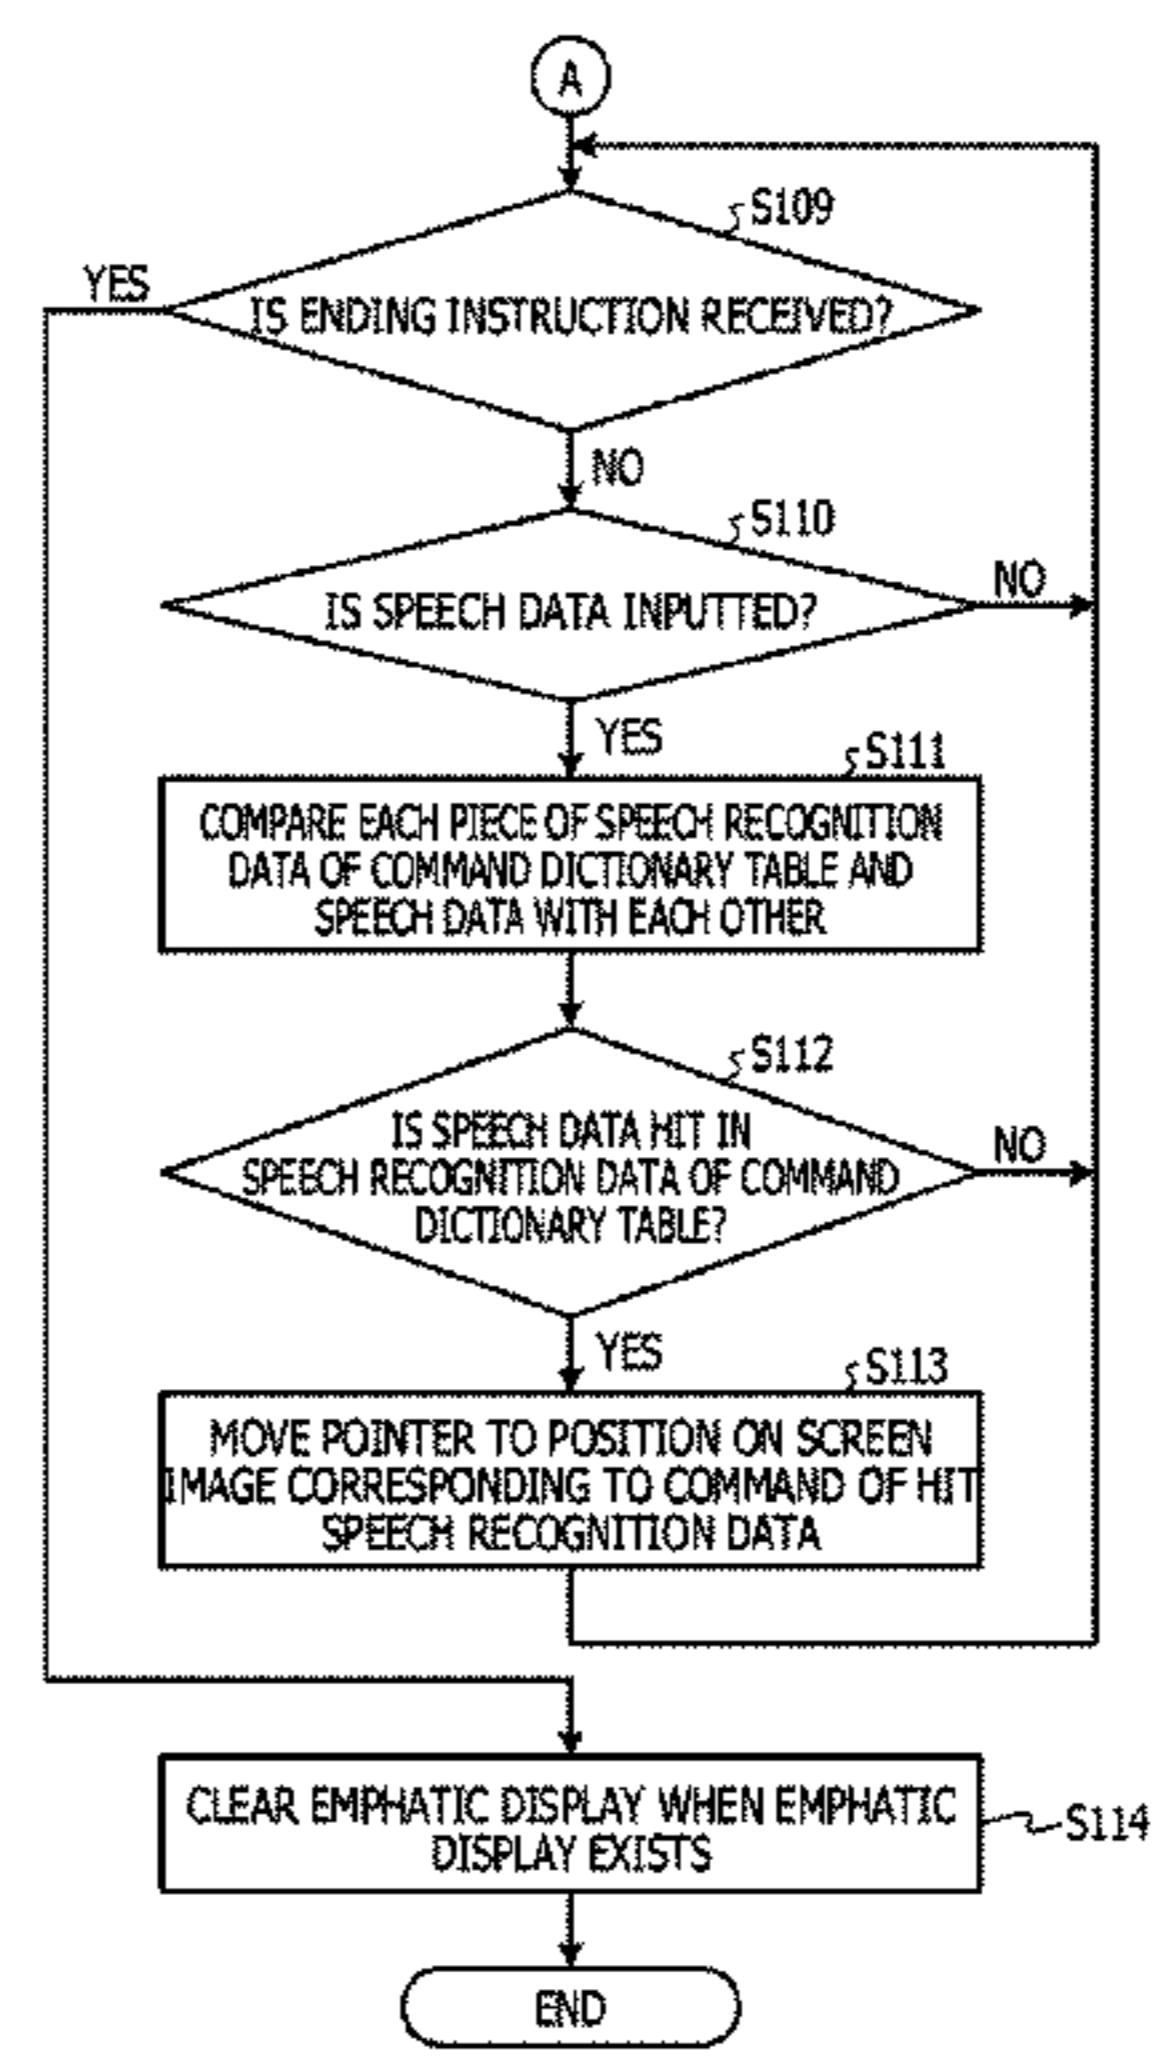 A
S109
YES
IS ENDING INSTRUCTION RECEIVED?
NO
S110
NO
IS SPEECH DATA INPUTTED?
YES
S111
COMPARE EACH PIECE OF SPEECH RECOGNITION
DATA OF COMMAND DICTIONARY TABLE AND
SPEECH DATA WITH EACH OTHER
S112
IS SPEECH DATA HIT IN
NO
SPEECH RECOGNITION DATA OF COMMAND
DICTIONARY TABLE?
YES
S113
MOVE POINTER TO POSITION ON SCREEN
IMAGE CORRESPONDING TO COMMAND OF HIT
SPEECH RECOGNITION DATA
CLEAR EMPHATIC DISPLAY WHEN EMPHATIC
DISPLAY EXISTS
S114
END